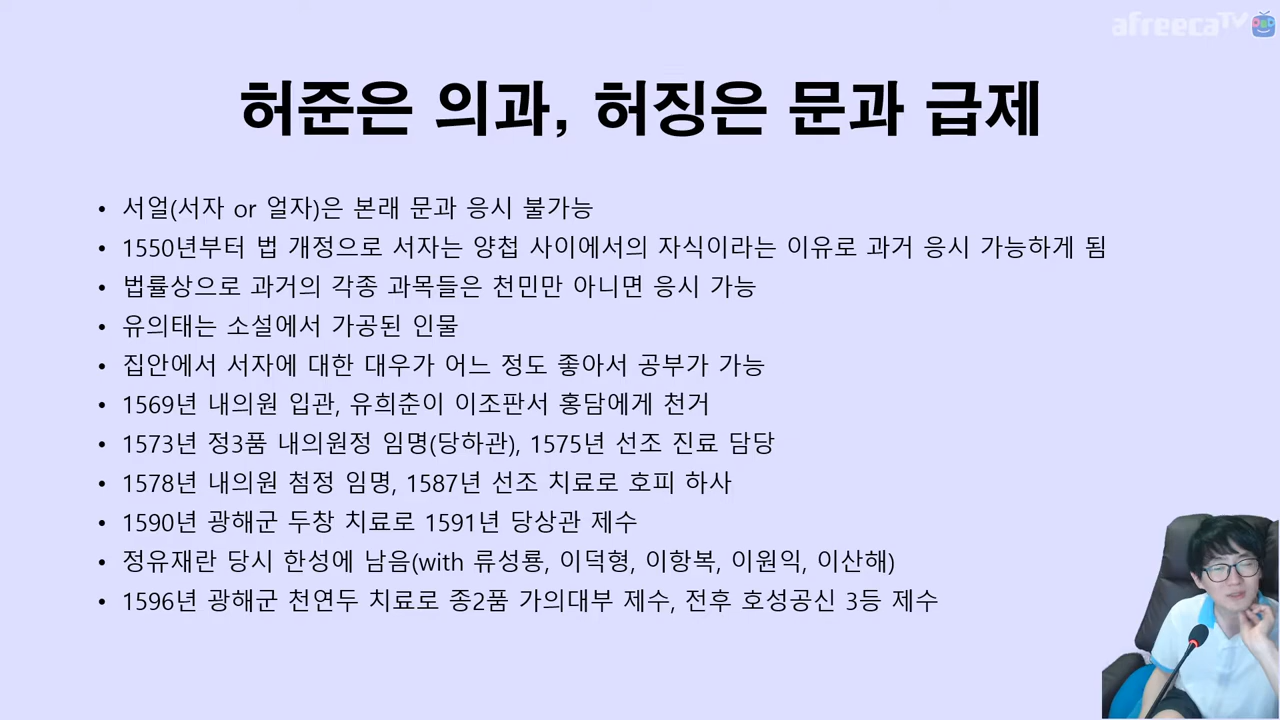 afreecaTV
허준은 의과, 허징은 문과 급제
• 서얼(서자 or 얼자)은 본래 문과 응시 불가능
• 1550년부터 법 개정으로 서자는 양첩 사이에서의 자식이라는 이유로 과거 응시 가능하게 됨
• 법률상으로 과거의 각종 과목들은 천민만 아니면 응시 가능
• 유의태는 소설에서 가공된 인물
• 집안에서 서자에 대한 대우가 어느 정도 좋아서 공부가 가능
• 1569년 내의원 입관, 유희춘이 이조판서 홍담에게 천거
• 1573년 정3품 내의원정 임명(당하관), 1575년 선조 진료 담당
• 1578년 내의원 첨정 임명, 1587년 선조 치료로 호피 하사
• 1590년 광해군 두창 치료로 1591년 당상관 제수
• 정유재란 당시 한성에 남음(with 류성룡, 이덕형, 이항복, 이원익, 이산해)
• 1596년 광해군 천연두 치료로 종2품 가의대부 제수, 전후 호성공신 3등 제수